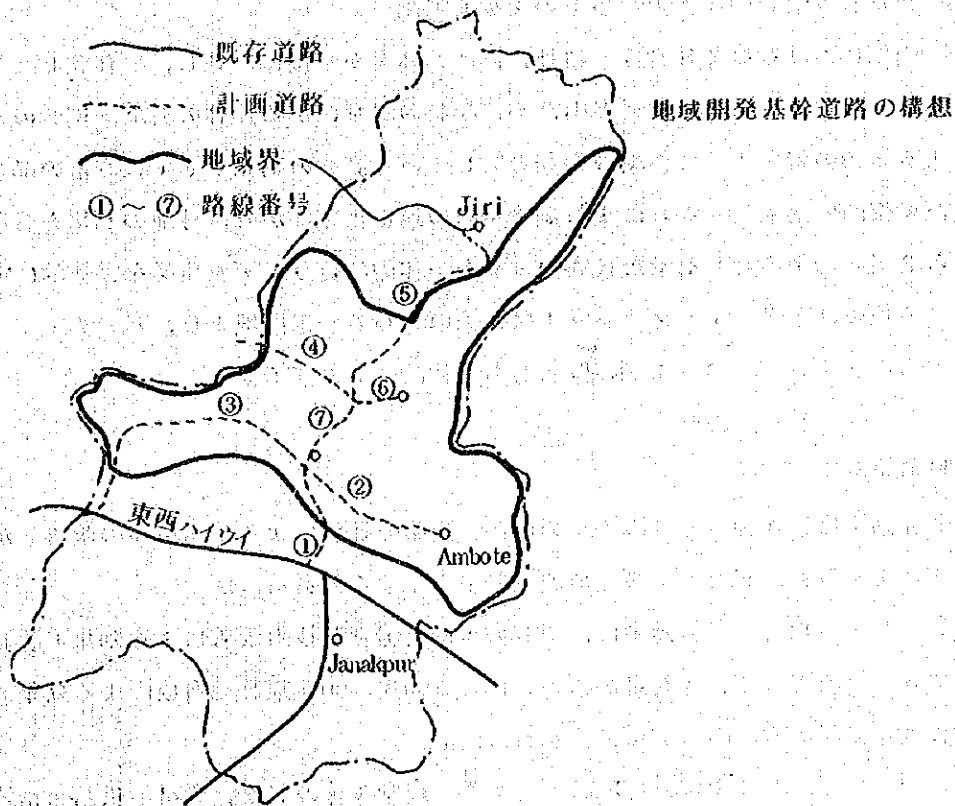 既存道路
計画道路
地域界
①～⑦ 路線番号
地域開発基幹道路の構想
Jiri
⑤
④
⑥
③
⑦
②
東西ハイウイ
①
Ambote
Janakpur